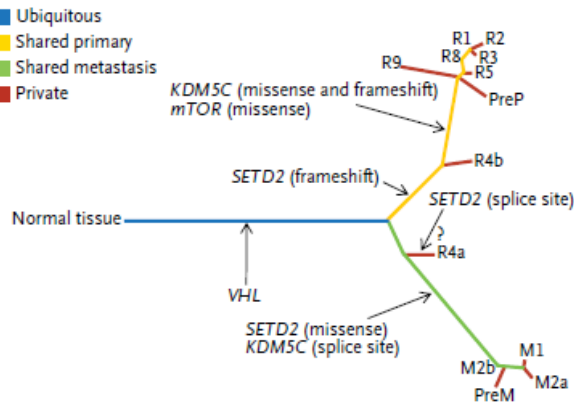 Ubiquitous
Shared primary
Shared metastasis
Private
R1
R2
R8
R3
R9
R5
PreP
KDM5C (missense and frameshift)
mTOR (missense)
R4b
SETD2 (frameshift)
SETD2 (splice site)
Normal tissue
?
R4a
VHL
SETD2 (missense)
KDM5C (splice site)
M1
M2b
M2a
PreM